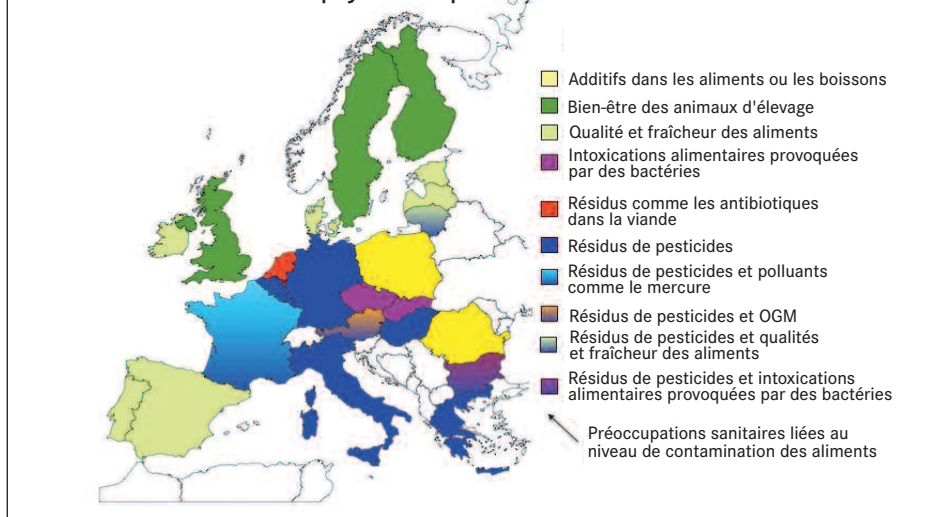 Additifs dans les aliments ou les boissons
Bien-être des animaux d'élevage
Qualité et fraîcheur des aliments
Intoxications alimentaires provoquées
par des bactéries
Résidus comme les antibiotiques
dans la viande
Résidus de pesticides
Résidus de pesticides et polluants
comme le mercure
Résidus de pesticides et OGM
Résidus de pesticides et qualités
et fraîcheur des aliments
Résidus de pesticides et intoxications
alimentaires provoquées par des bactéries
Préoccupations sanitaires liées au
niveau de contamination des aliments